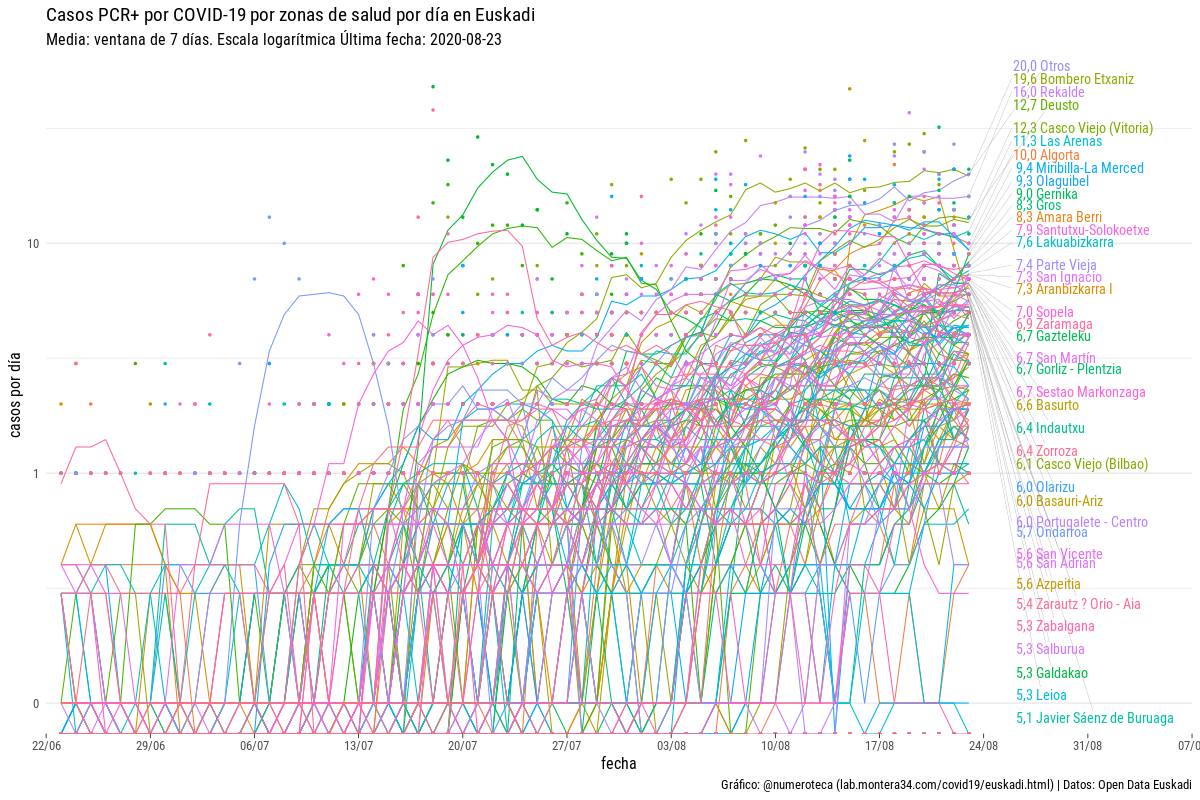 Casos PCR+ por COVID-19 por zonas de salud por día en Euskadi
Media: ventana de 7 días. Escala logarítmica Última fecha: 2020-08-23
20,0 Otros
19,6 Bombero Etxaniz
16,0 Rekalde
12,7 Deusto
12,3 Casco Viejo (Vitoria)
11,3 Las Arenas
10,0 Algorta
9,4 Miribilla-La Merced
9,3 Olaguibel
9,0 Gernika
8,3 Gros
8,3 Amara Berri
7,9 Santutxu-Solokoetxe
7,6 Lakuabizkarra
7,4 Parte Vieja
7,3 San Ignacio
7,3 Aranbizkarra I
7,0 Sopela
6,9 Zaramaga
6,7 Gazteleku
6,7 San Martín
6,7 Gorliz - Plentzia
6,7 Sestao Markonzaga
6,6 Basurto
6,4 Indautxu
6,4 Zorroza
6,1 Casco Viejo (Bilbao)
6,0 Olarizu
6,0 Basauri-Ariz
6,0 Portugalete - Centro
5,7 Ondarroa
5,6 San Vicente
5,6 San Adrián
5,6 Azpeitia
5,4 Zarautz ? Orio - Aia
5,3 Zabalgana
5,3 Salburua
5,3 Galdakao
5,3 Leioa
5,1 Javier Sáenz de Buruaga
casos por día
10
1
0
22/06 29/06 06/07 13/07 20/07 27/07 03/08 10/08 17/08 24/08 31/08 07/0
fecha
Gráfico: @numeroteca (lab.montera34.com/covid19/euskadi.html) | Datos: Open Data Euskadi